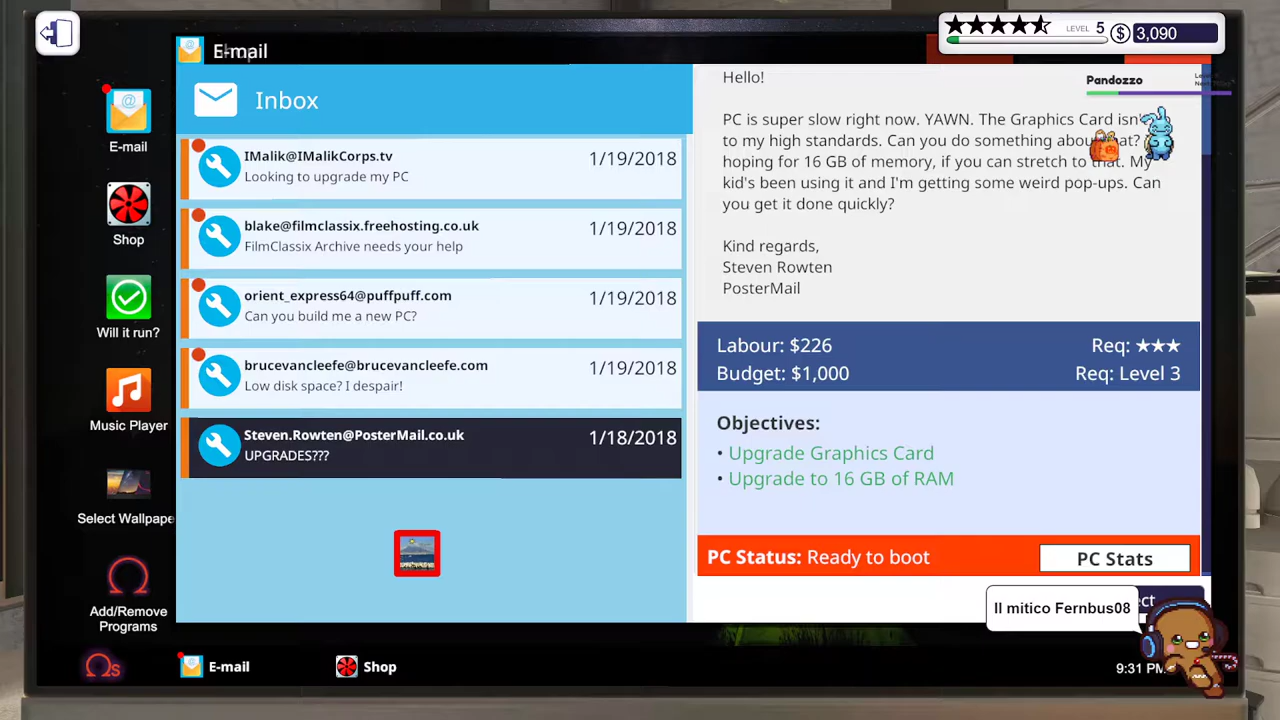 E-mail
LEVEL 5
$ 3,090
Inbox
Hello!
Pandozzo
PC is super slow right now. YAWN. The Graphics Card isn
to my high standards. Can you do something about that?
hoping for 16 GB of memory, if you can stretch to that. My
kid's been using it and I'm getting some weird pop-ups. Can
you get it done quickly?
Kind regards,
Steven Rowten
PosterMail
E-mail
Shop
Will it run?
Music Player
Select Wallpape
Add/Remove
Programs
IMalik@IMalikCorps.tv
1/19/2018
Looking to upgrade my PC
blake@filmclassix.freehosting.co.uk
1/19/2018
FilmClassix Archive needs your help
orient_express64@puffpuff.com
1/19/2018
Can you build me a new PC?
brucevancleefe@brucevancleefe.com
1/19/2018
Low disk space? I despair!
Steven.Rowten@PosterMail.co.uk
1/18/2018
UPGRADES???
Labour: $226
Req: ★★★
Budget: $1,000
Req: Level 3
Objectives:
• Upgrade Graphics Card
• Upgrade to 16 GB of RAM
PC Status: Ready to boot
PC Stats
Il mitico Fernbus08
E-mail
Shop
9:31 PM